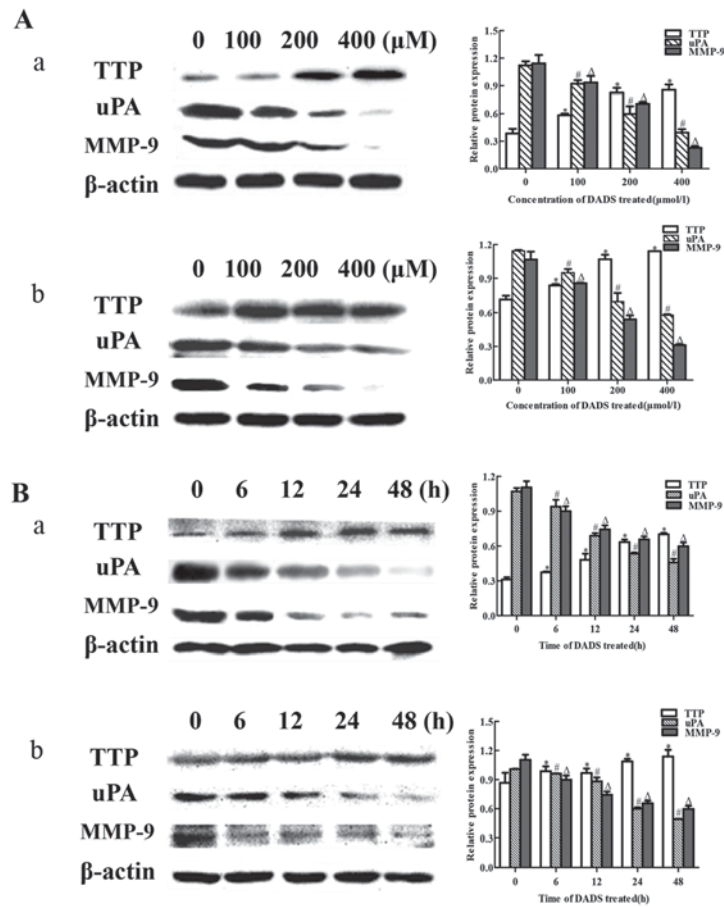 A
a
0 100 200 400 (μM)
TTP
uPA
MMP-9
β-actin
TTP
uPA
MMP-9
Relative protein expression
1.5
1.2
0.9
0.6
0.3
0.0
* # Δ * # Δ * # Δ
0 100 200 400
Concentration of DADS treated(μmol/l)
b
0 100 200 400 (μM)
TTP
uPA
MMP-9
β-actin
TTP
uPA
MMP-9
Relative protein expression
1.2
0.9
0.6
0.3
0.0
* # Δ * # Δ * # Δ
0 100 200 400
Concentration of DADS treated(μmol/l)
B
a
0 6 12 24 48 (h)
TTP
uPA
MMP-9
β-actin
TTP
uPA
MMP-9
Relative protein expression
1.2
0.9
0.6
0.3
0.0
* # Δ * # Δ * # Δ * # Δ
0 6 12 24 48
Time of DADS treated(h)
b
0 6 12 24 48 (h)
TTP
uPA
MMP-9
β-actin
TTP
uPA
MMP-9
Relative protein expression
1.5
1.2
0.9
0.6
0.3
0.0
* # Δ * # Δ * # Δ * # Δ
0 6 12 24 48
Time of DADS treated(h)